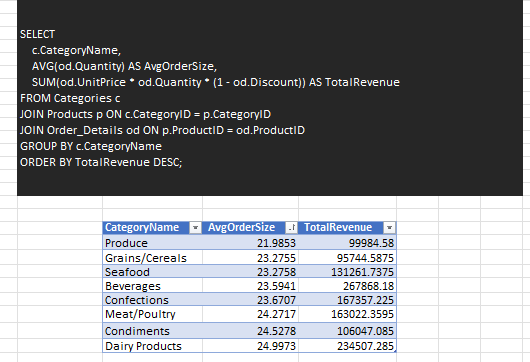 SELECT
c.CategoryName,
AVG(od.Quantity) AS AvgOrderSize,
SUM(od.UnitPrice * od.Quantity * (1 - od.Discount)) AS TotalRevenue
FROM Categories c
JOIN Products p ON c.CategoryID = p.CategoryID
JOIN Order_Details od ON p.ProductID = od.ProductID
GROUP BY c.CategoryName
ORDER BY TotalRevenue DESC;
CategoryName AvgOrderSize TotalRevenue
Produce 21.9853 99984.58
Grains/Cereals 23.2755 95744.5875
Seafood 23.2758 131261.7375
Beverages 23.5941 267868.18
Confections 23.6707 167357.225
Meat/Poultry 24.2717 163022.3595
Condiments 24.5278 106047.085
Dairy Products 24.9973 234507.285